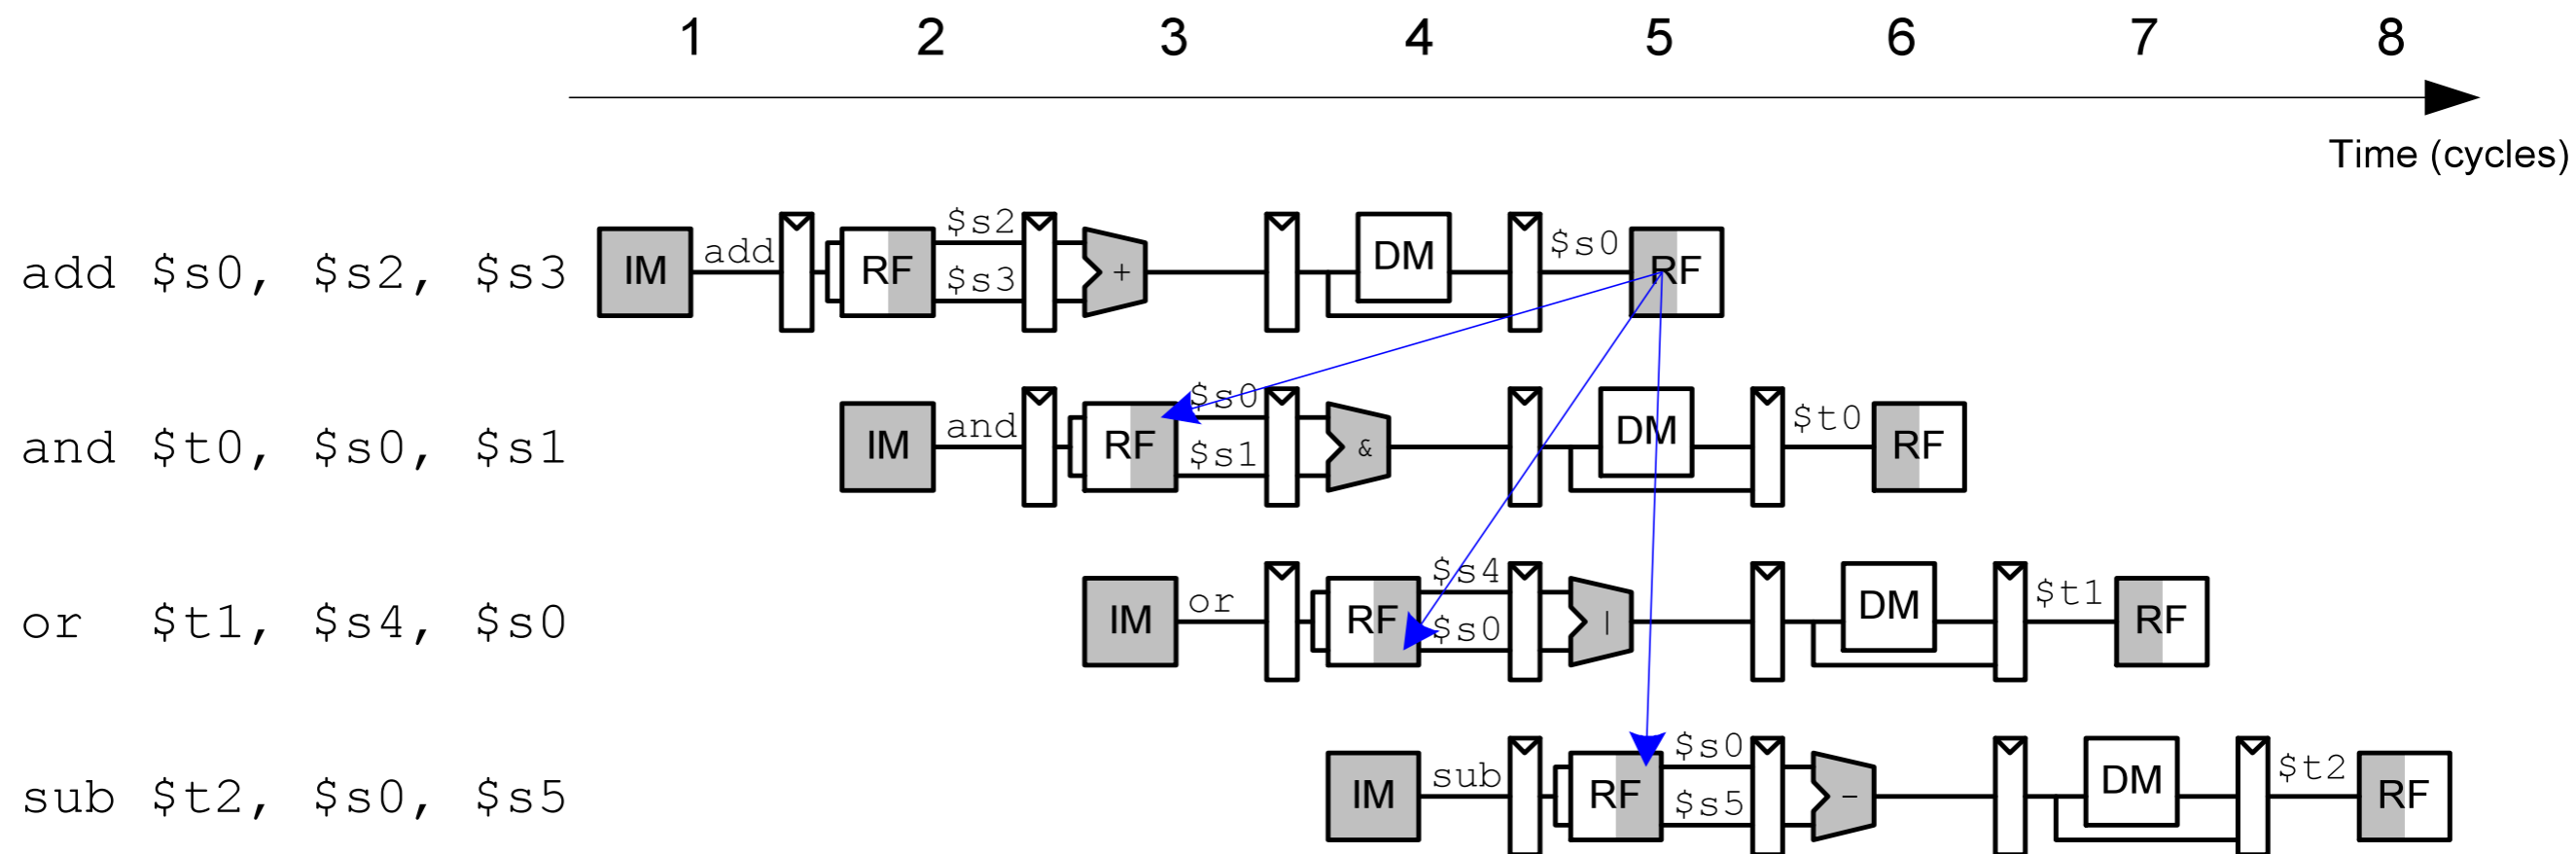 1 2 3 4 5 6 7 8
Time (cycles)
add $s0, $s2, $s3 IM add RF $s2 $s3 + DM $s0 RF
and $t0, $s0, $s1 IM and RF $s0 $s1 & DM $t0 RF
or $t1, $s4, $s0 IM or RF $s4 $s0 | DM $t1 RF
sub $t2, $s0, $s5 IM sub RF $s0 $s5 - DM $t2 RF